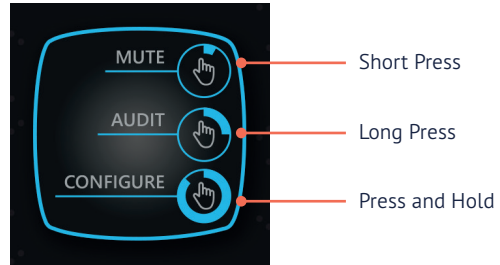 MUTE
Short Press
AUDIT
Long Press
CONFIGURE
Press and Hold